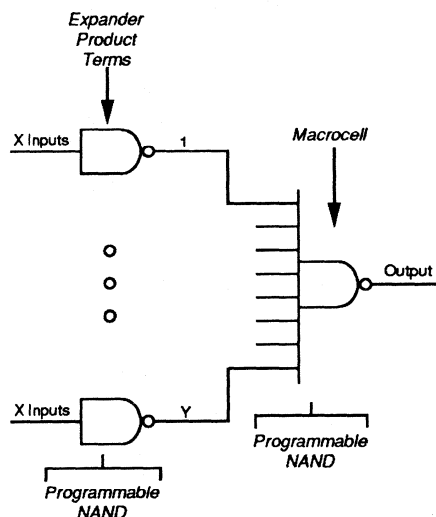 Expander
Product
Terms
X Inputs
1
Macrocell
Output
X Inputs
Y
Programmable
NAND
Programmable
NAND